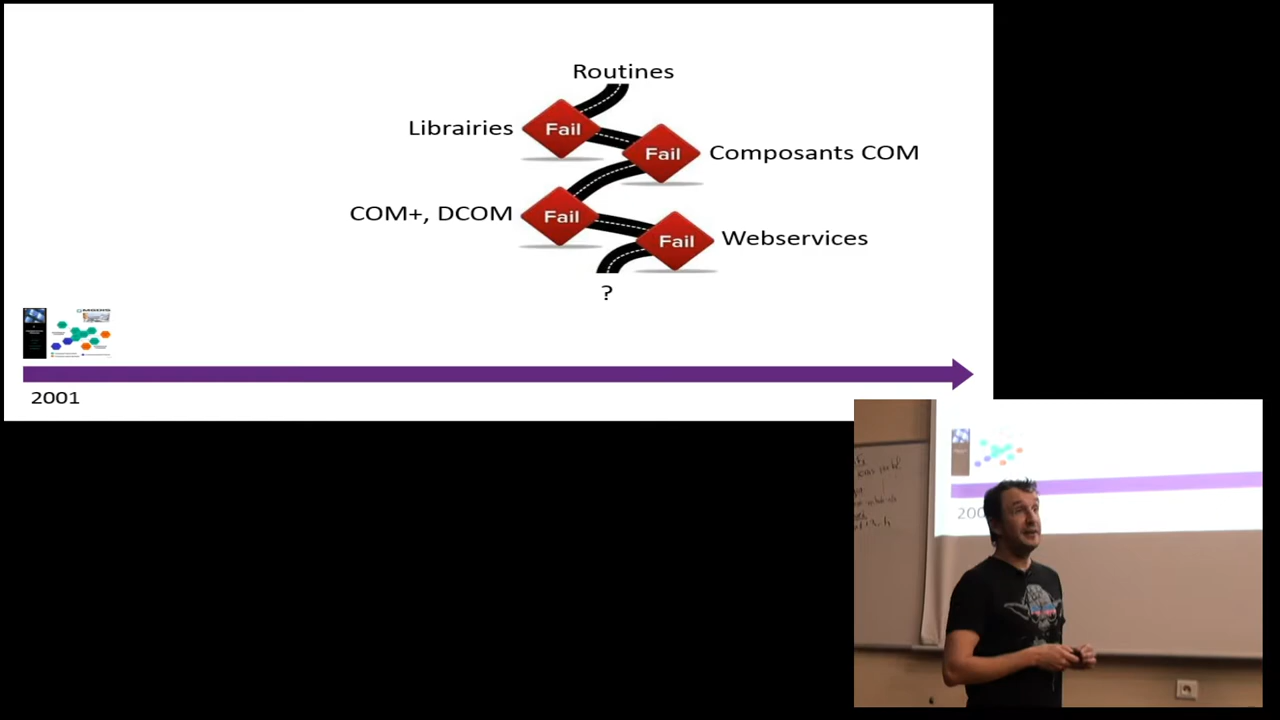 Routines
Librairies
Fail
Fail
Composants COM
COM+, DCOM
Fail
Fail
Webservices
?
2001